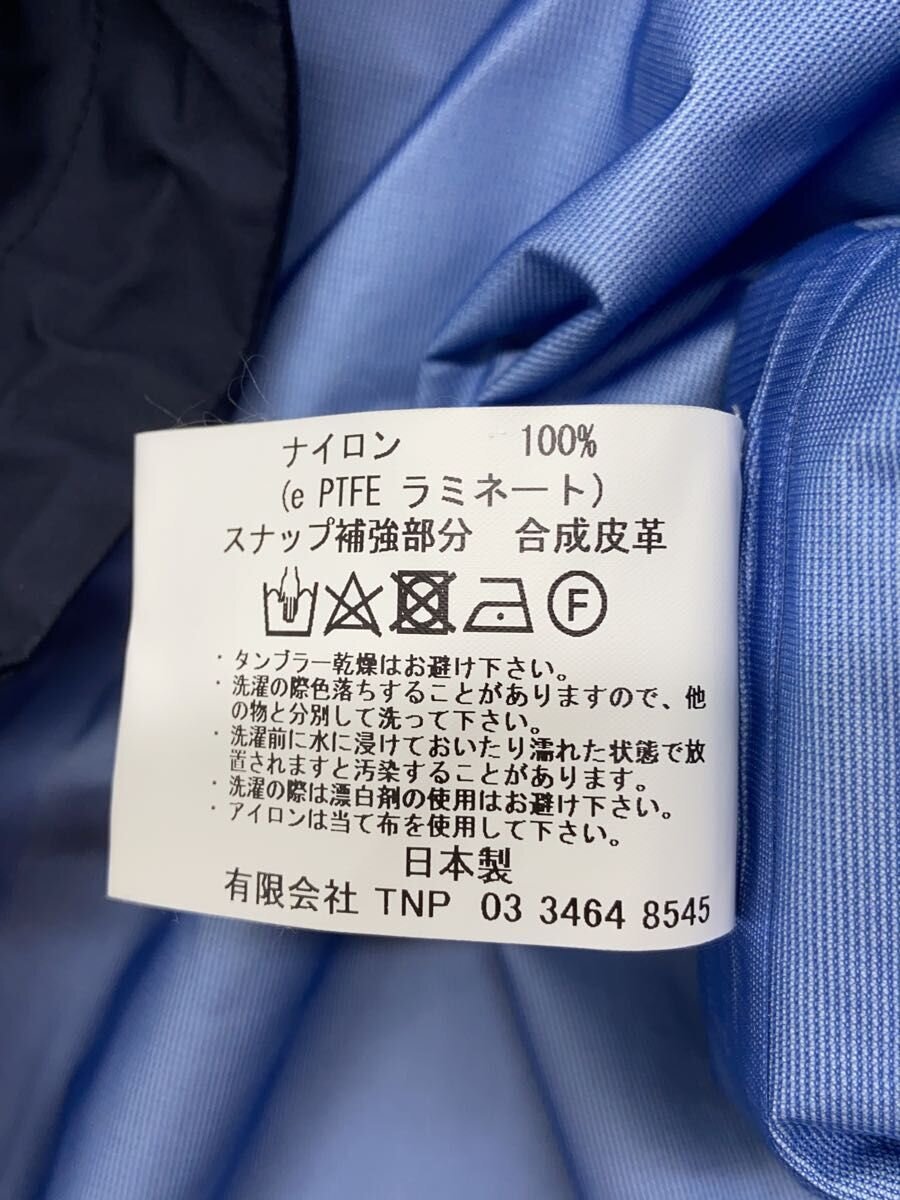 ナイロン 100%
(e PTFE ラミネート)
スナップ補強部分 合成皮革
F
・タンブラー乾燥はお避け下さい。
・洗濯の際色落ちすることがありますので、他
の物と分別して洗って下さい。
・洗濯前に水に浸けておいたり濡れた状態で放
置されますと汚染することがあります。
・洗濯の際は漂白剤の使用はお避け下さい。
・アイロンは当て布を使用して下さい。
日本製
有限会社 TNP 03 3464 8545